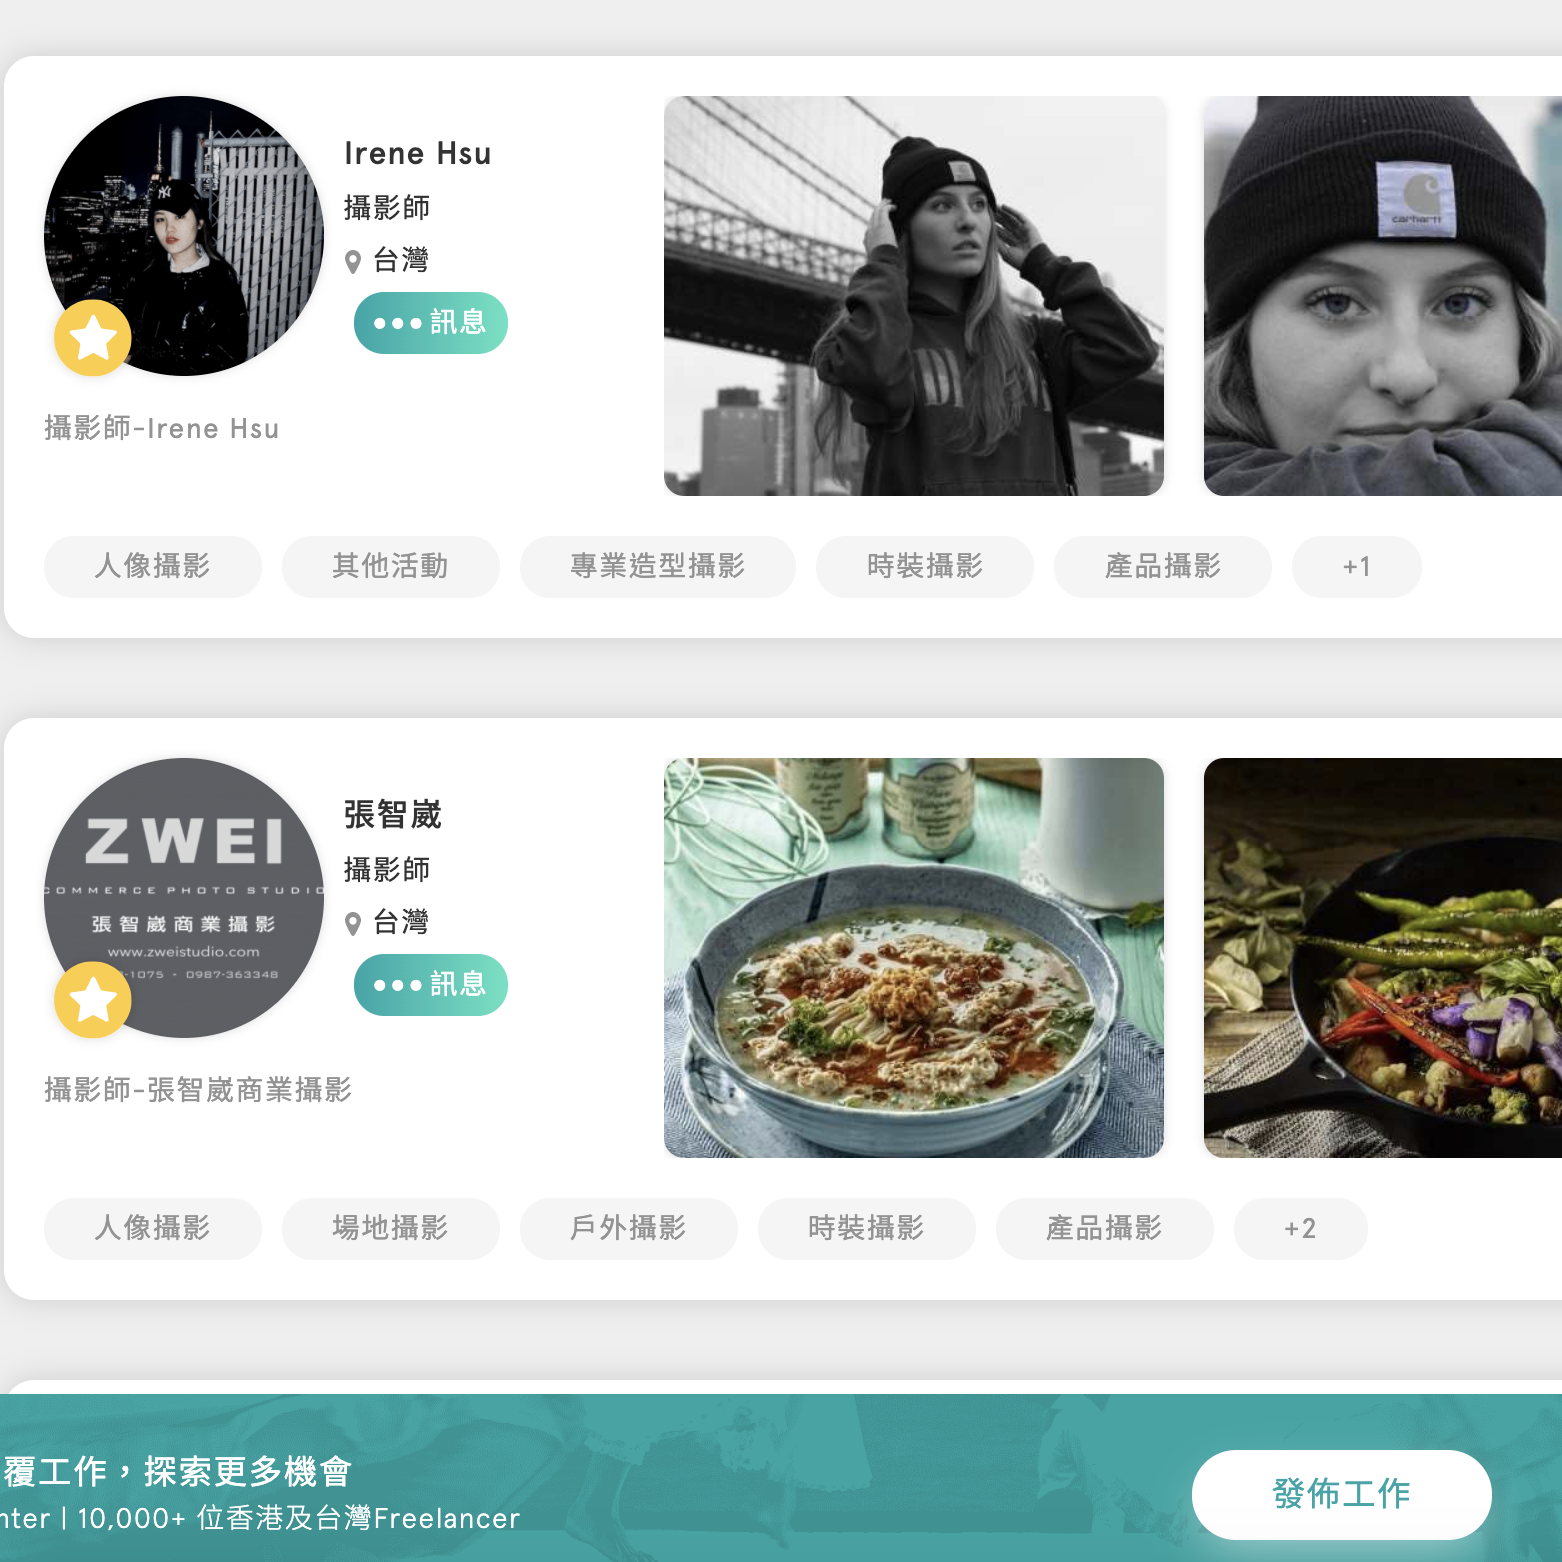 Irene Hsu
攝影師
台灣
訊息
攝影師-Irene Hsu
carhartt
人像攝影
其他活動
專業造型攝影
時裝攝影
產品攝影
+1
ZWEI
COMMERCE PHOTO STUDIO
張智崴商業攝影
www.zweistudio.com
-1075 - 0987-363348
張智崴
攝影師
台灣
訊息
攝影師-張智崴商業攝影
人像攝影
場地攝影
戶外攝影
時裝攝影
產品攝影
+2
覆工作，探索更多機會
nter | 10,000+ 位香港及台灣Freelancer
發佈工作